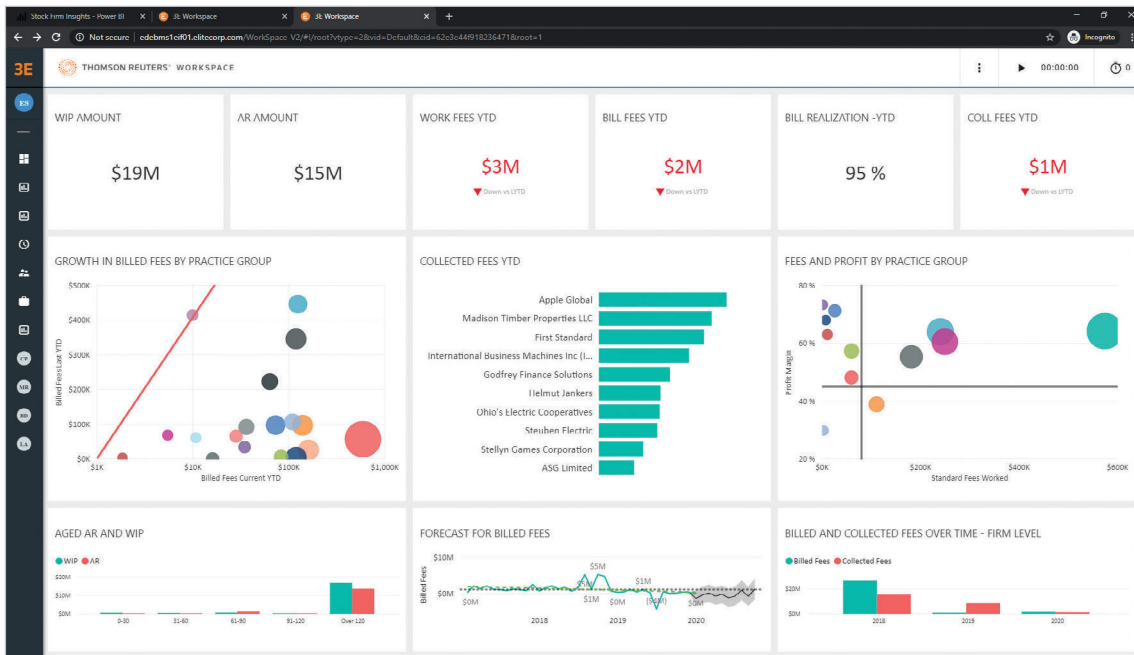 Stock Firm Insights - Power BI
3E Workspace
3E Workspace
Not secure
edebms1eif01.elitecorp.com/WorkSpace_V2/#!/root?vtype=2&vid=Default&cid=62e3c44f918236471&root=1
Incognito
3E
THOMSON REUTERS® WORKSPACE
00:00:00
0
ES
CP
MR
BD
LA
WIP AMOUNT
$19M
AR AMOUNT
$15M
WORK FEES YTD
$3M
Down vs LYTD
BILL FEES YTD
$2M
Down vs LYTD
BILL REALIZATION -YTD
95 %
COLL FEES YTD
$1M
Down vs LYTD
GROWTH IN BILLED FEES BY PRACTICE GROUP
Billed Fees Last YTD
$500K
$400K
$300K
$200K
$100K
$0K
$1K
$10K
$100K
$1,000K
Billed Fees Current YTD
COLLECTED FEES YTD
Apple Global
Madison Timber Properties LLC
First Standard
International Business Machines Inc (I...
Godfrey Finance Solutions
Helmut Jankers
Ohio's Electric Cooperatives
Steuben Electric
Stellyn Games Corporation
ASG Limited
FEES AND PROFIT BY PRACTICE GROUP
Profit Margin
80 %
60 %
40 %
20 %
$0K
$200K
$400K
$600K
Standard Fees Worked
AGED AR AND WIP
WIP
AR
$30M
$10M
$0M
0-30
31-60
61-90
91-120
Over 120
FORECAST FOR BILLED FEES
Billed Fees
$10M
$0M
$0M
$5M
$5M
$1M
$0M
$1M
($4M)
$0M
2018
2019
2020
BILLED AND COLLECTED FEES OVER TIME - FIRM LEVEL
Billed Fees
Collected Fees
$20M
$0M
2018
2019
2020